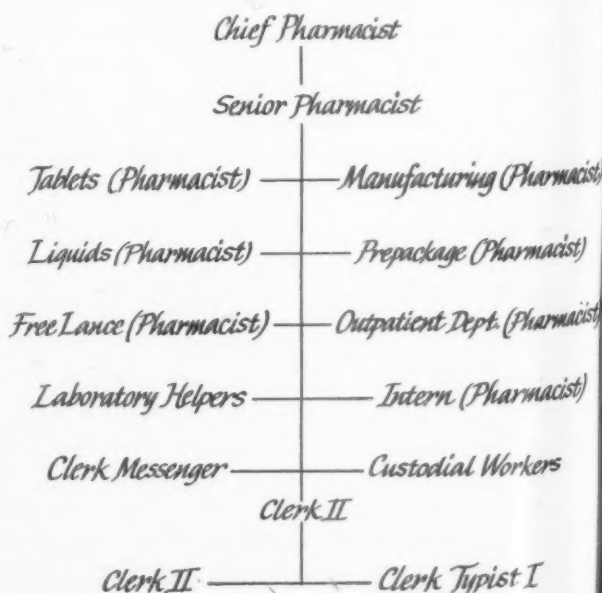 Chief Pharmacist
Senior Pharmacist
Tablets (Pharmacist) Manufacturing (Pharmacist)
Liquids (Pharmacist) Prepackage (Pharmacist)
Free Lance (Pharmacist) Outpatient Dept. (Pharmacist)
Laboratory Helpers Intern (Pharmacist)
Clerk Messenger Custodial Workers
Clerk II
Clerk II Clerk Typist I